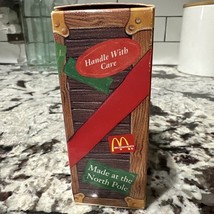 Handle With
Care
Made at the
North Pole